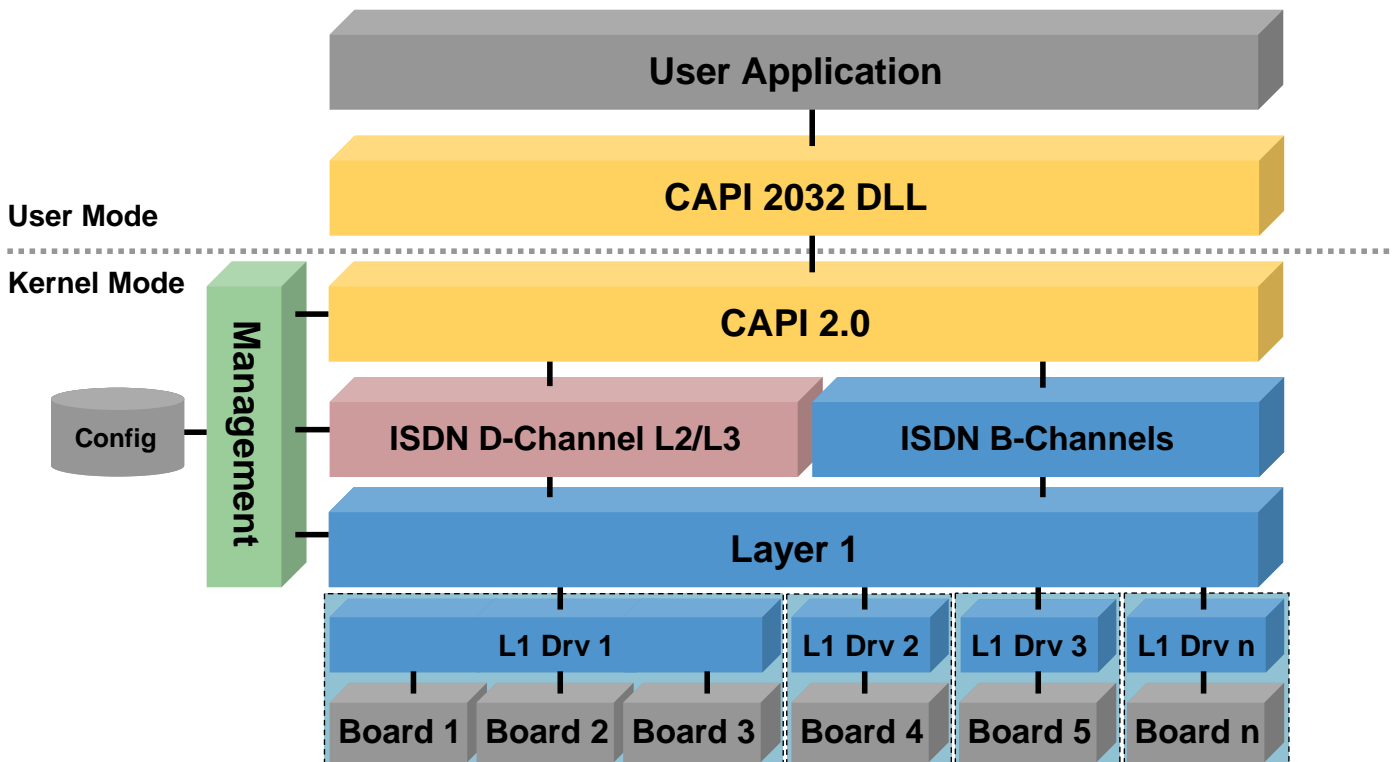 User Application
CAPI 2032 DLL
User Mode
Kernel Mode
CAPI 2.0
Management
Config
ISDN D-Channel L2/L3
ISDN B-Channels
Layer 1
L1 Drv 1
L1 Drv 2
L1 Drv 3
L1 Drv n
Board 1
Board 2
Board 3
Board 4
Board 5
Board n